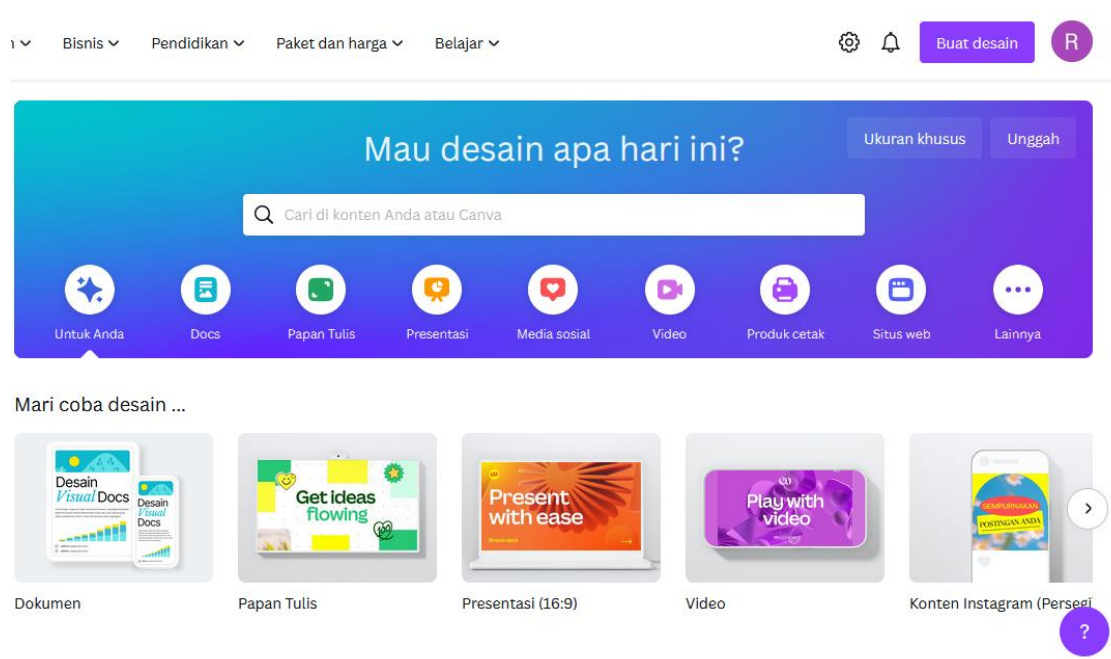 Bisnis
Pendidikan
Paket dan harga
Belajar
Buat desain
R
Mau desain apa hari ini?
Ukuran khusus
Unggah
Cari di konten Anda atau Canva
Untuk Anda
Docs
Papan Tulis
Presentasi
Media sosial
Video
Produk cetak
Situs web
Lainnya
Mari coba desain ...
Desain
Visual Docs
Desain
Visual
Docs
Get ideas
flowing
Present
with ease
Play with
video
SEMPURNAKAN
POSTINGAN ANDA
Dokumen
Papan Tulis
Presentasi (16:9)
Video
Konten Instagram (Persegi
?